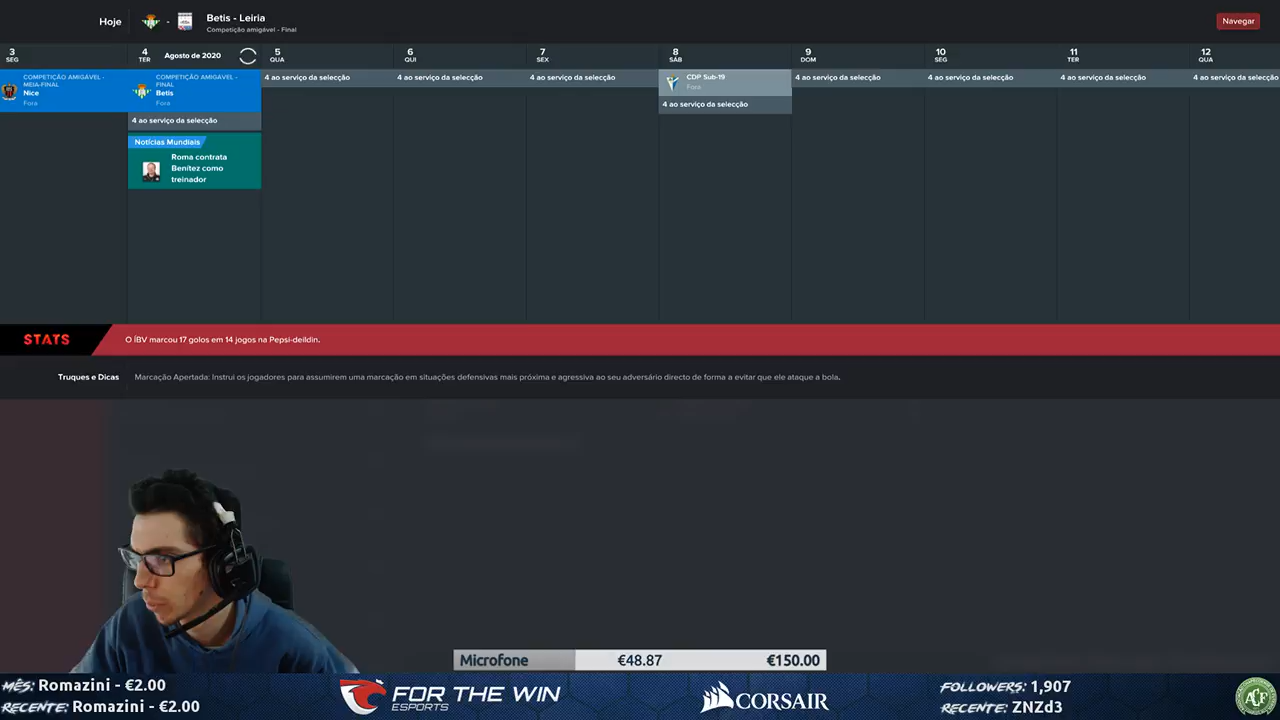 Hoje
Betis - Leiria
Competição amigável - Final
Navegar
3
SEG
4
TER
Agosto de 2020
5
QUA
6
QUI
7
SEX
8
SÁB
9
DOM
10
SEG
11
TER
12
QUA
COMPETIÇÃO AMIGÁVEL -
MEIA-FINAL
Nice
Fora
COMPETIÇÃO AMIGÁVEL -
FINAL
Betis
Fora
4 ao serviço da selecção
4 ao serviço da selecção
4 ao serviço da selecção
4 ao serviço da selecção
CDP Sub-19
Fora
4 ao serviço da selecção
4 ao serviço da selecção
4 ao serviço da selecção
4 ao serviço da selecção
4 ao serviço da selecção
Notícias Mundiais
Roma contrata
Benítez como
treinador
STATS
O ÍBV marcou 17 golos em 14 jogos na Pepsi-deildin.
Truques e Dicas
Marcação Apertada: Instrui os jogadores para assumirem uma marcação em situações defensivas mais próxima e agressiva ao seu adversário directo de forma a evitar que ele ataque a bola.
Microfone €48.87 €150.00
MÊS: Romazini - €2.00
RECENTE: Romazini - €2.00
FOR THE WIN
ESPORTS
CORSAIR
FOLLOWERS: 1,907
RECENTE: ZNZd3
ACF